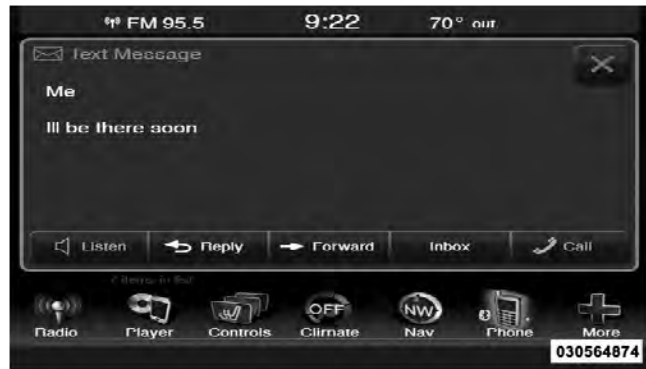 FM 95.5 9:22 70° out
Text Message
Me
Ill be there soon
Listen Reply Forward Inbox Call
OFF NW
Radio Player Controls Climate Nav Phone More
030564874